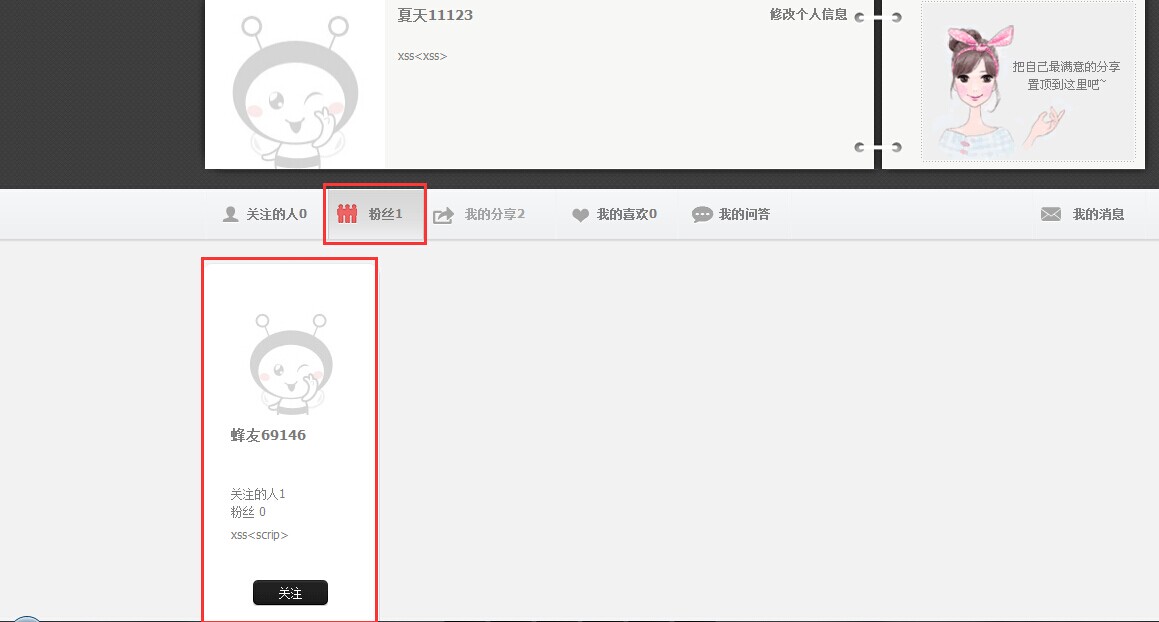 夏天11123
修改个人信息
xss<xss>
把自己最满意的分享
置顶到这里吧~
关注的人0
粉丝1
我的分享2
我的喜欢0
我的问答
我的消息
蜂友69146
关注的人1
粉丝 0
xss<scrip>
关注